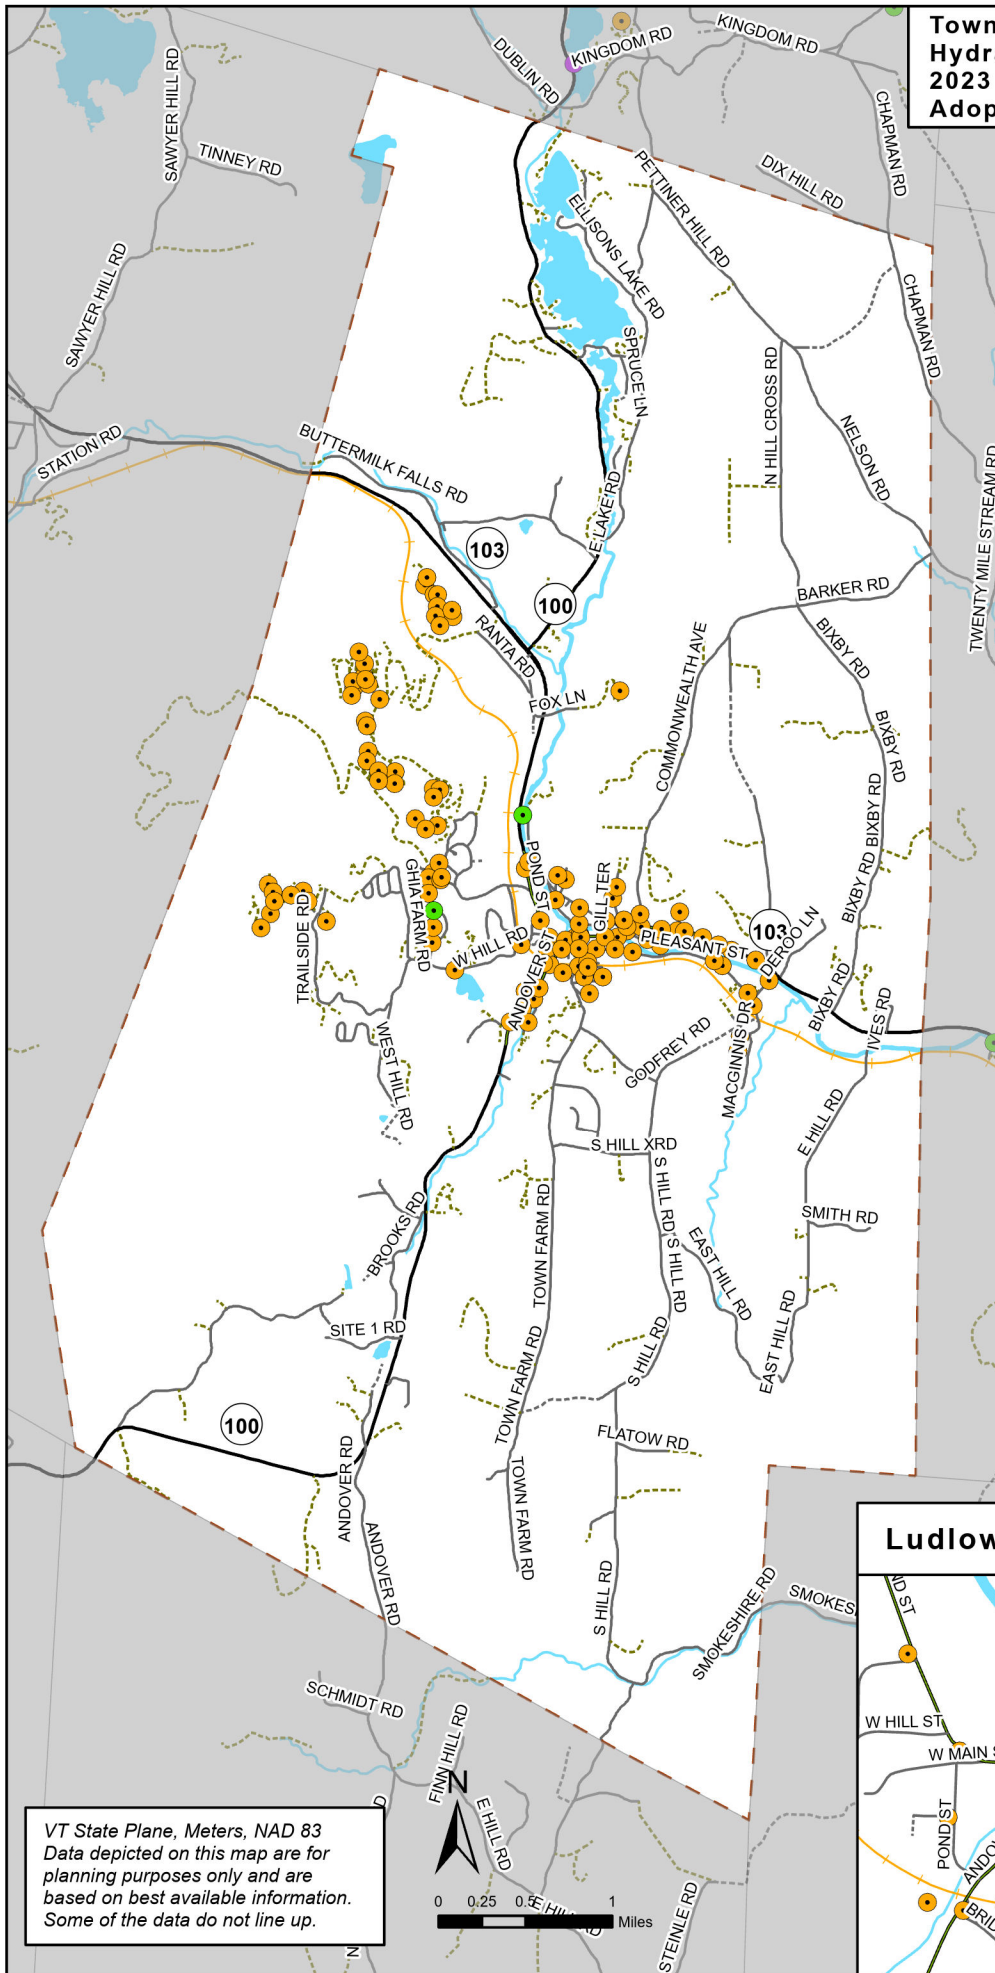 Town
Hydr
2023
Adop
KINGDOM RD
KINGDOM RD
DUBLIN RD
SAWYER HILL RD
TINNEY RD
CHAPMAN RD
PETTINER HILL RD
DIX HILL RD
ELLISONS LAKE RD
SAWYER HILL RD
CHAPMAN RD
SPRUCE LN
N HILL CROSS RD
NELSON RD
STATION RD
BUTTERMILK FALLS RD
E LAKE RD
TWENTY MILE STREAM RD
103
100
BARKER RD
RANTA RD
COMMONWEALTH AVE
BIXBY RD
FOX LN
BIXBY RD
BIXBY RD
POND ST
GHIA FARM RD
GILL TER
BIXBY RD
TRAILSIDE RD
W HILL RD
ANDOVER ST
PLEASANT ST
103
DEROO LN
BIXBY RD
IVES RD
WEST HILL RD
GODFREY RD
MACGINNIS DR
E HILL RD
S HILL XRD
S HILL RD
BROOKS RD
TOWN FARM RD
S HILL RD
EAST HILL RD
SMITH RD
SITE 1 RD
TOWN FARM RD
S HILL RD
EAST HILL RD
100
FLATOW RD
ANDOVER RD
TOWN FARM RD
ANDOVER RD
S HILL RD
SMOKESHIRE RD
SMOKES
Ludlow
ND ST
W HILL ST
W MAIN S
POND ST
ANDO
BRID
SCHMIDT RD
FINN HILL RD
E HILL RD
E HILL RD
STEINLE RD
D
N
N
VT State Plane, Meters, NAD 83
Data depicted on this map are for
planning purposes only and are
based on best available information.
Some of the data do not line up.
0 0.25 0.5 1
Miles